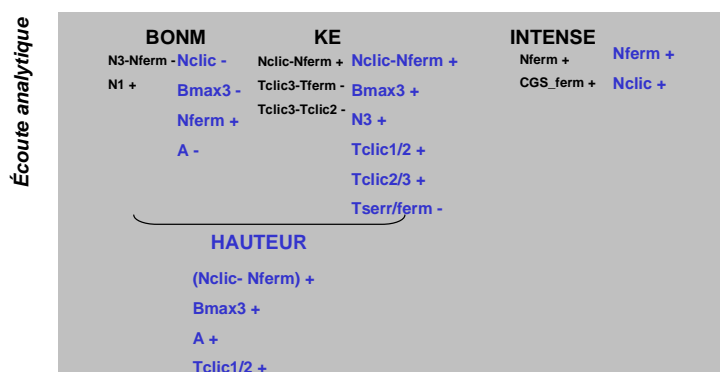 Écoute analytique
BONM
N3-Nferm -
N1 +
Nclic -
Bmax3 -
Nferm +
A -
KE
Nclic-Nferm +
Tclic3-Tferm -
Tclic3-Tclic2 -
Nclic-Nferm +
Bmax3 +
N3 +
Tclic1/2 +
Tclic2/3 +
Tserr/ferm -
INTENSE
Nferm +
CGS_ferm +
Nferm +
Nclic +
HAUTEUR
(Nclic- Nferm) +
Bmax3 +
A +
Tclic1/2 +